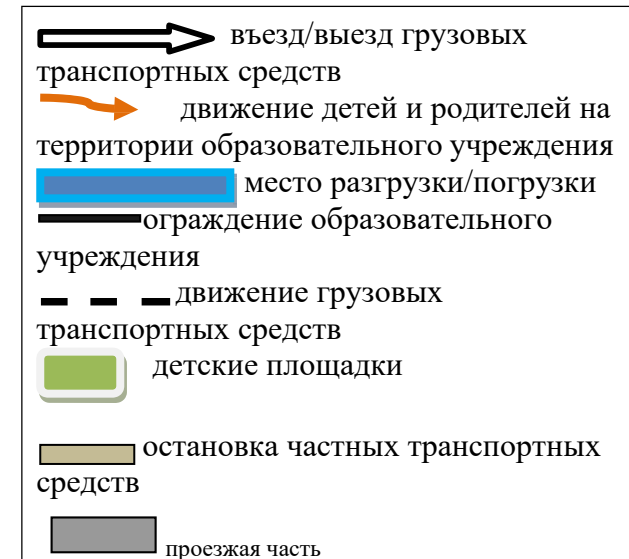 въезд/выезд грузовых
транспортных средств
движение детей и родителей на
территории образовательного учреждения
место разгрузки/погрузки
ограждение образовательного
учреждения
движение грузовых
транспортных средств
детские площадки
остановка частных транспортных
средств
проезжая часть